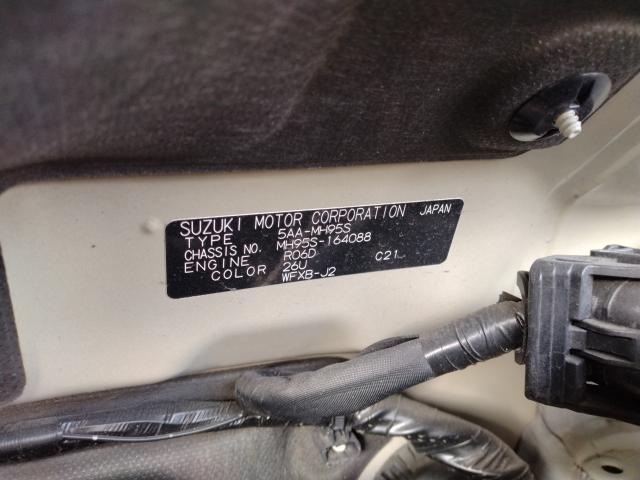 SUZUKI MOTOR CORPORATION JAPAN
TYPE 5AA-MH95S
CHASSIS NO. MH95S-164088
ENGINE R06D C21
COLOR 26U
WFXB-J2